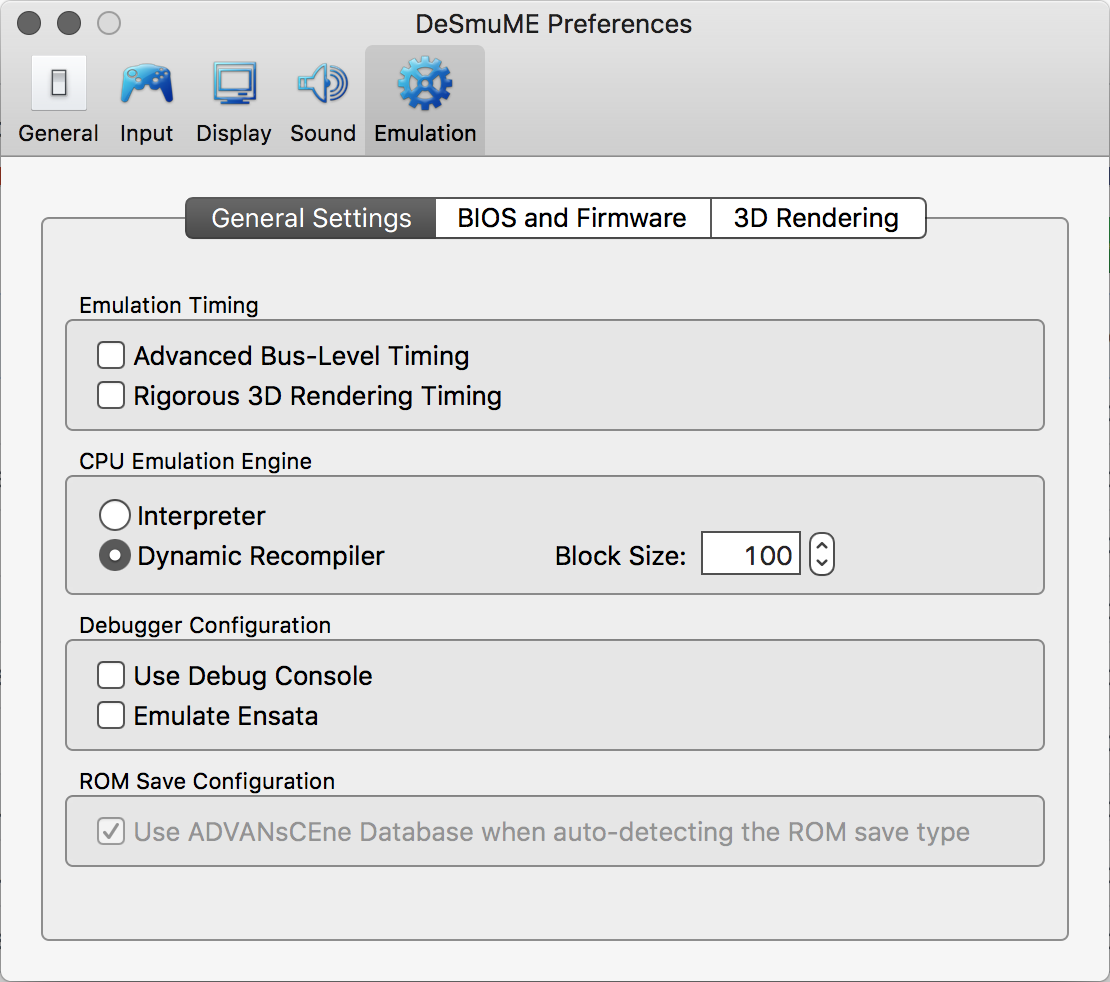 DeSmuME Preferences
General Input Display Sound Emulation
General Settings BIOS and Firmware 3D Rendering
Emulation Timing
Advanced Bus-Level Timing
Rigorous 3D Rendering Timing
CPU Emulation Engine
Interpreter
Dynamic Recompiler Block Size: 100
Debugger Configuration
Use Debug Console
Emulate Ensata
ROM Save Configuration
Use ADVANsCEne Database when auto-detecting the ROM save type